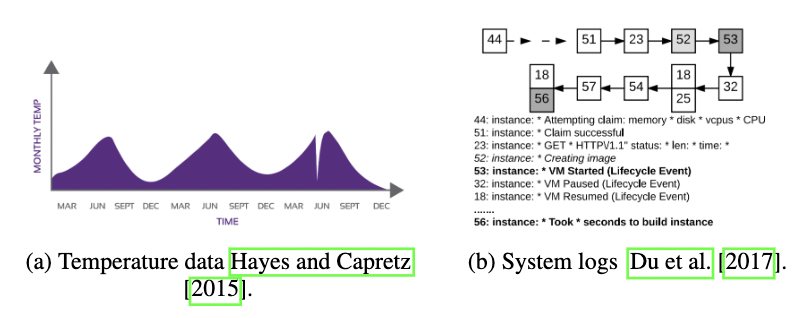 MONTHLY TEMP
MAR JUN SEPT DEC MAR JUN SEPT DEC MAR JUN SEPT DEC
TIME
(a) Temperature data Hayes and Capretz
[2015].
44 51 23 52 53
18
56 57 54 18
25 32
44: instance: * Attempting claim: memory * disk * vcpus * CPU
51: instance: * Claim successful
23: instance: * GET * HTTP\/1.1" status: * len: * time: *
52: instance: * Creating image
53: instance: * VM Started (Lifecycle Event)
32: instance: * VM Paused (Lifecycle Event)
18: instance: * VM Resumed (Lifecycle Event)
.......
56: instance: * Took * seconds to build instance
(b) System logs Du et al. [2017].